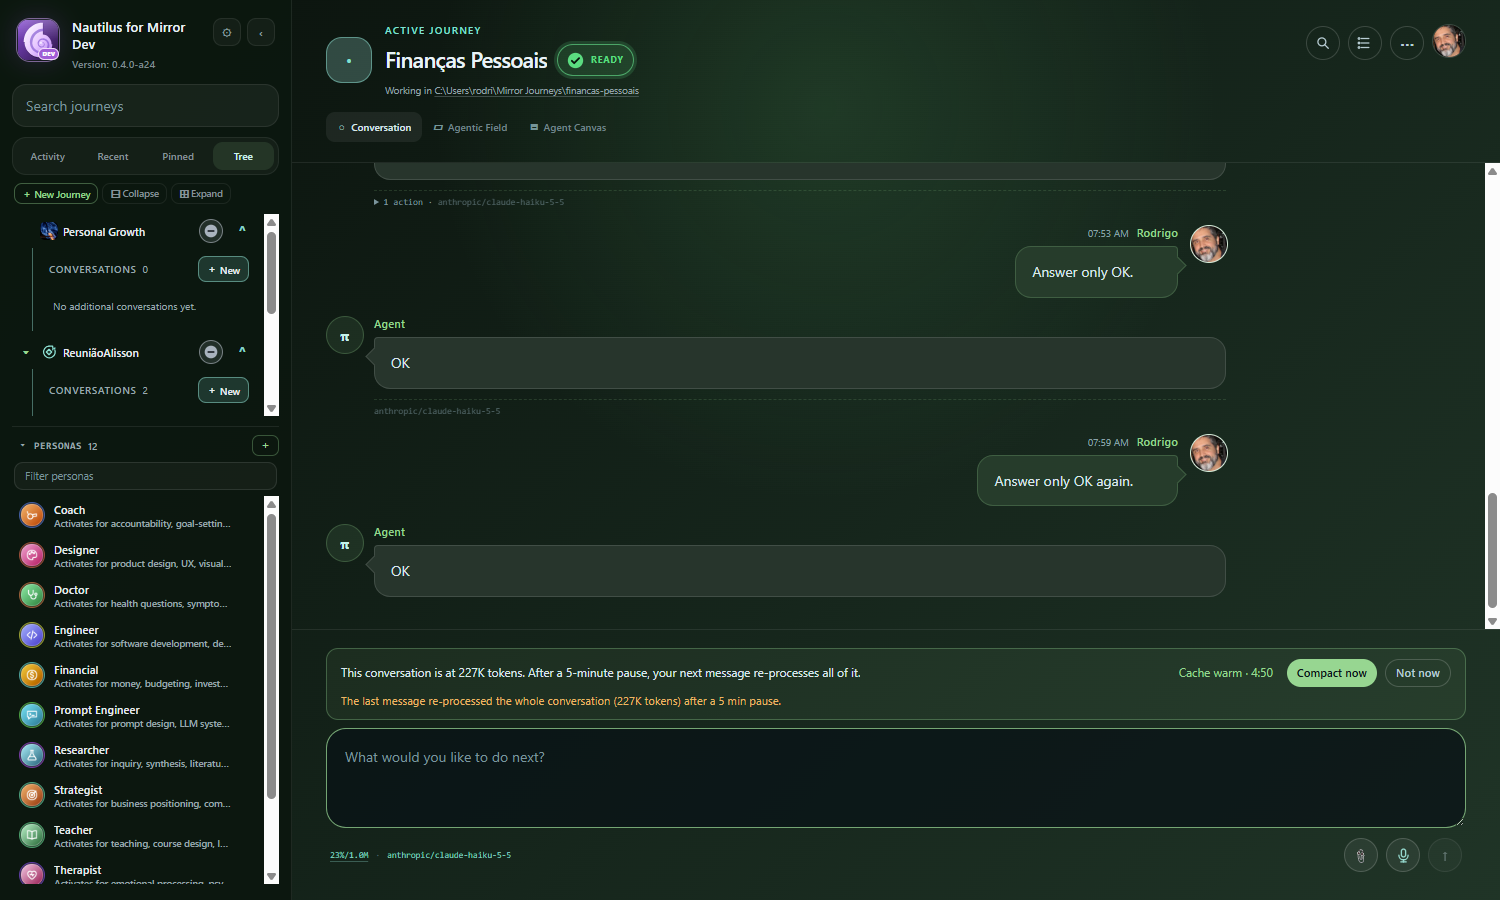 Nautilus for Mirror
Dev
DEV
Version: 0.4.0-a24
Search journeys
Activity
Recent
Pinned
Tree
+ New Journey
Collapse
Expand
Personal Growth
CONVERSATIONS 0
+ New
No additional conversations yet.
ReuniãoAlisson
CONVERSATIONS 2
+ New
PERSONAS 12
+
Filter personas
Coach
Activates for accountability, goal-settin...
Designer
Activates for product design, UX, visual...
Doctor
Activates for health questions, sympto...
Engineer
Activates for software development, de...
Financial
Activates for money, budgeting, invest...
Prompt Engineer
Activates for prompt design, LLM syste...
Researcher
Activates for inquiry, synthesis, literatu...
Strategist
Activates for business positioning, com...
Teacher
Activates for teaching, course design, l...
Therapist
Activates for emotional processing, psy...
ACTIVE JOURNEY
Finanças Pessoais
READY
Working in C:\Users\rodri\Mirror Journeys\financas-pessoais
Conversation
Agentic Field
Agent Canvas
1 action · anthropic/claude-haiku-5-5
07:53 AM Rodrigo
Answer only OK.
π
Agent
OK
anthropic/claude-haiku-5-5
07:59 AM Rodrigo
Answer only OK again.
π
Agent
OK
This conversation is at 227K tokens. After a 5-minute pause, your next message re-processes all of it.
Cache warm · 4:50
Compact now
Not now
The last message re-processed the whole conversation (227K tokens) after a 5 min pause.
What would you like to do next?
23%/1.0M · anthropic/claude-haiku-5-5